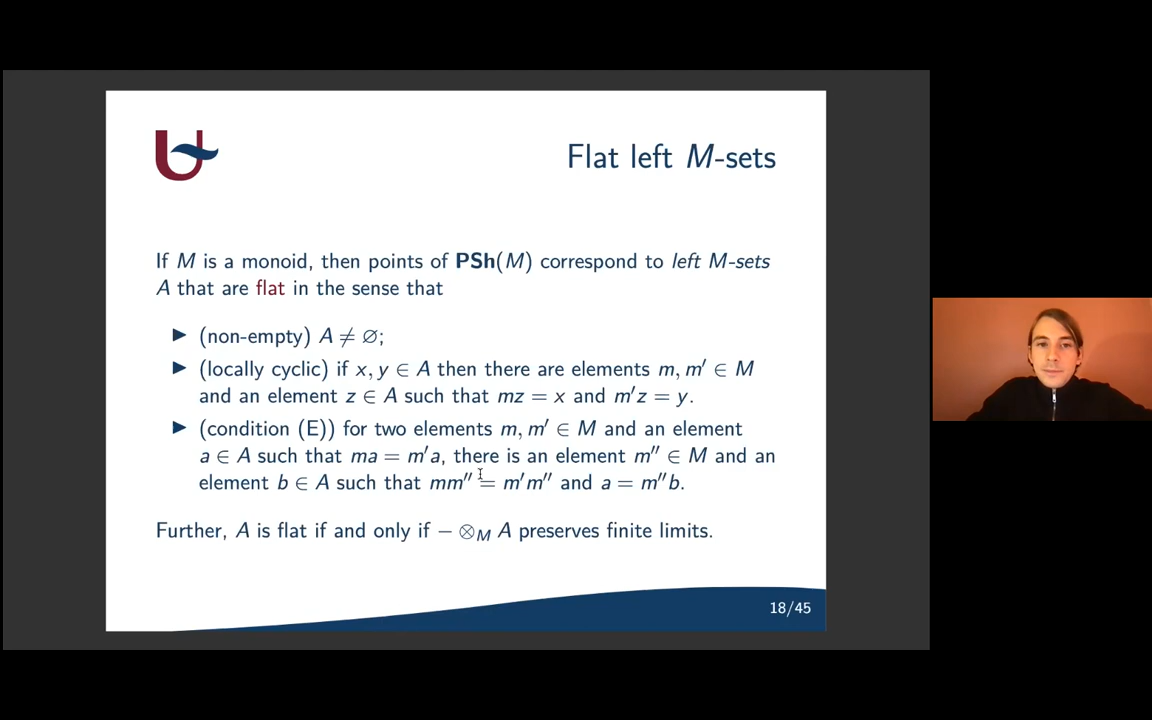 Flat left M-sets
If M is a monoid, then points of PSh(M) correspond to left M-sets
A that are flat in the sense that
▶ (non-empty) A ≠ ∅;
▶ (locally cyclic) if x, y ∈ A then there are elements m, m′ ∈ M
and an element z ∈ A such that mz = x and m′z = y.
▶ (condition (E)) for two elements m, m′ ∈ M and an element
a ∈ A such that ma = m′a, there is an element m″ ∈ M and an
element b ∈ A such that mm″ = m′m″ and a = m″b.
Further, A is flat if and only if − ⊗_M A preserves finite limits.
18/45